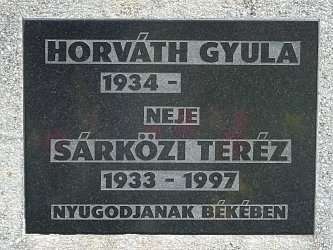 HORVÁTH GYULA
1934 -
NEJE
SÁRKÖZI TERÉZ
1933 - 1997
NYUGODJANAK BÉKÉBEN